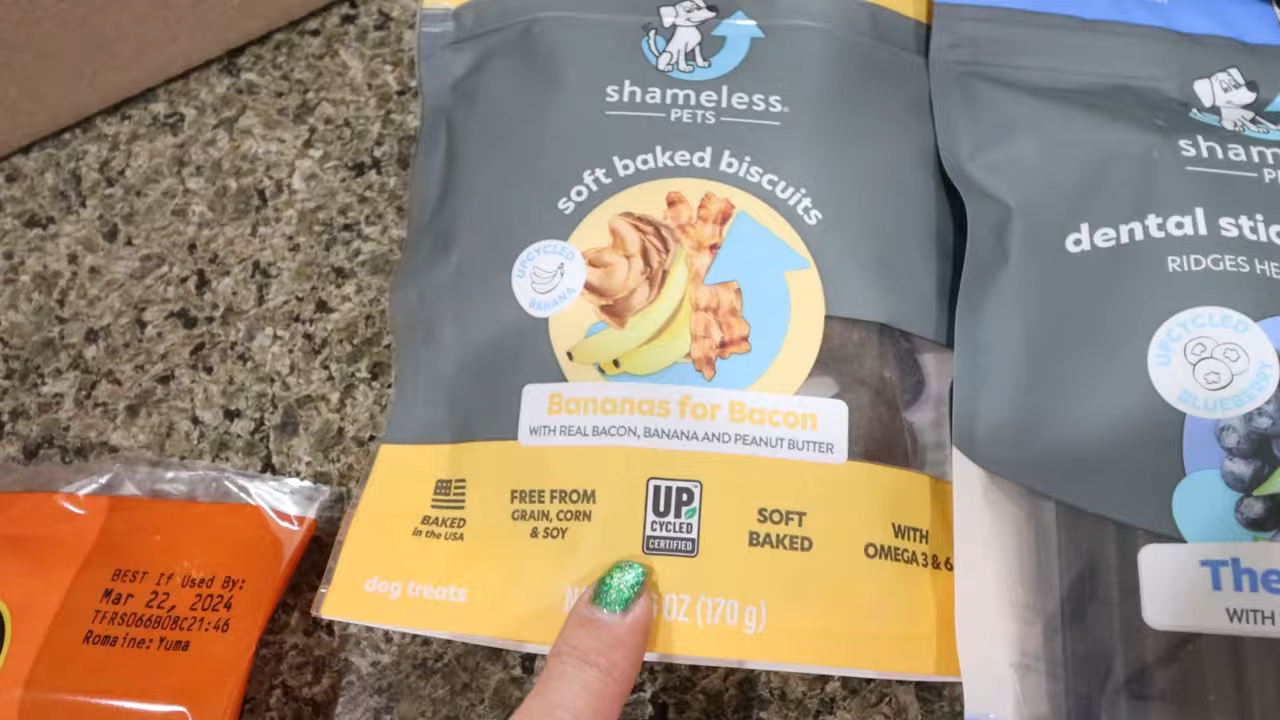 shameless
PETS
soft baked biscuits
UPCYCLED
BANANA
Bananas for Bacon
WITH REAL BACON, BANANA AND PEANUT BUTTER
BAKED
in the USA
FREE FROM
GRAIN, CORN
& SOY
UP
CYCLED
CERTIFIED
SOFT
BAKED
WITH
OMEGA 3 & 6
dog treats
OZ (170 g)
sham
dental stic
RIDGES HE
UPCYCLED
BLUEBERRY
The
WITH
BEST If Used By:
Mar 22, 2024
TFRS066B08C21:46
Romaine:Yuma